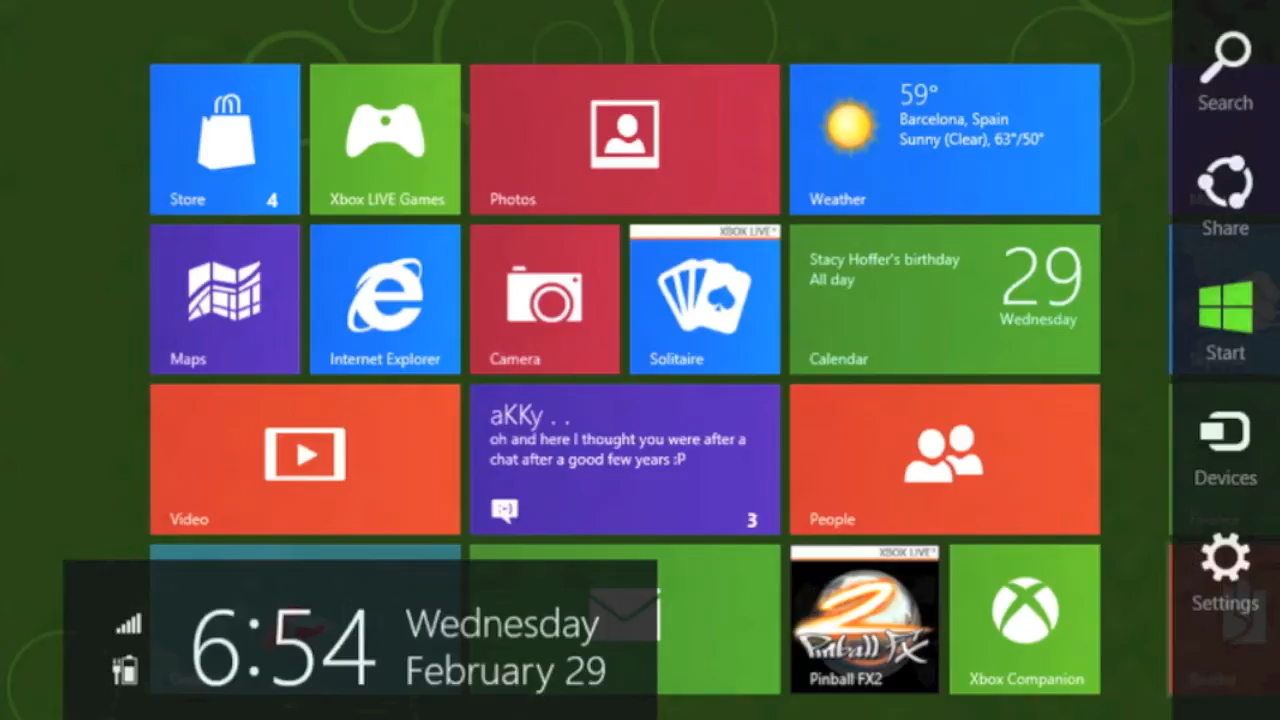 Store
4
Xbox LIVE Games
Photos
59°
Barcelona, Spain
Sunny (Clear), 63°/50°
Weather
Search
Share
Maps
Internet Explorer
Camera
XBOX LIVE
Solitaire
Stacy Hoffer's birthday
All day
29
Wednesday
Calendar
Start
Video
aKKy . .
oh and here I thought you were after a
chat after a good few years :P
:-)
3
People
Devices
6:54
Wednesday
February 29
XBOX LIVE
2
Pinball FX
Pinball FX2
Xbox Companion
Settings